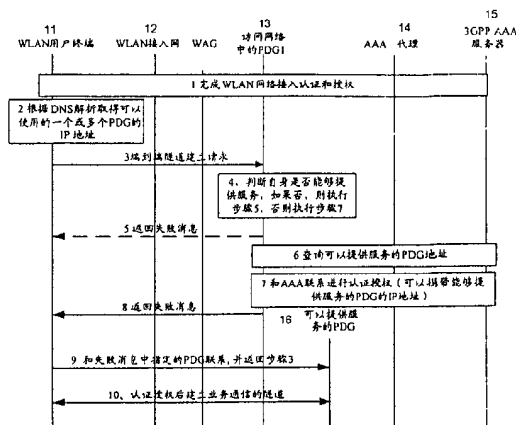 11
12
13
14
15
WLAN用户终端
WLAN接入网
WAG
访问网络
中的PDG1
AAA 代理
3GPP AAA
服务器
1 完成WLAN网络接入认证和授权
2 根据DNS解析取得可以
使用的一个或多个PDG的
IP地址
3端到端隧道建立请求
4、判断自身是否能够提
供服务，如果否，则执行
步骤5，否则执行步骤7
5 返回失败消息
6 查询可以提供服务的PDG地址
7 和AAA联系进行认证授权（可以携带能够提
供服务的PDG的IP地址）
8 返回失败消息
16
可以提供服
务的PDG
9 和失败消息中指定的PDG联系，并返回步骤3
10、认证授权后建立业务通信的隧道